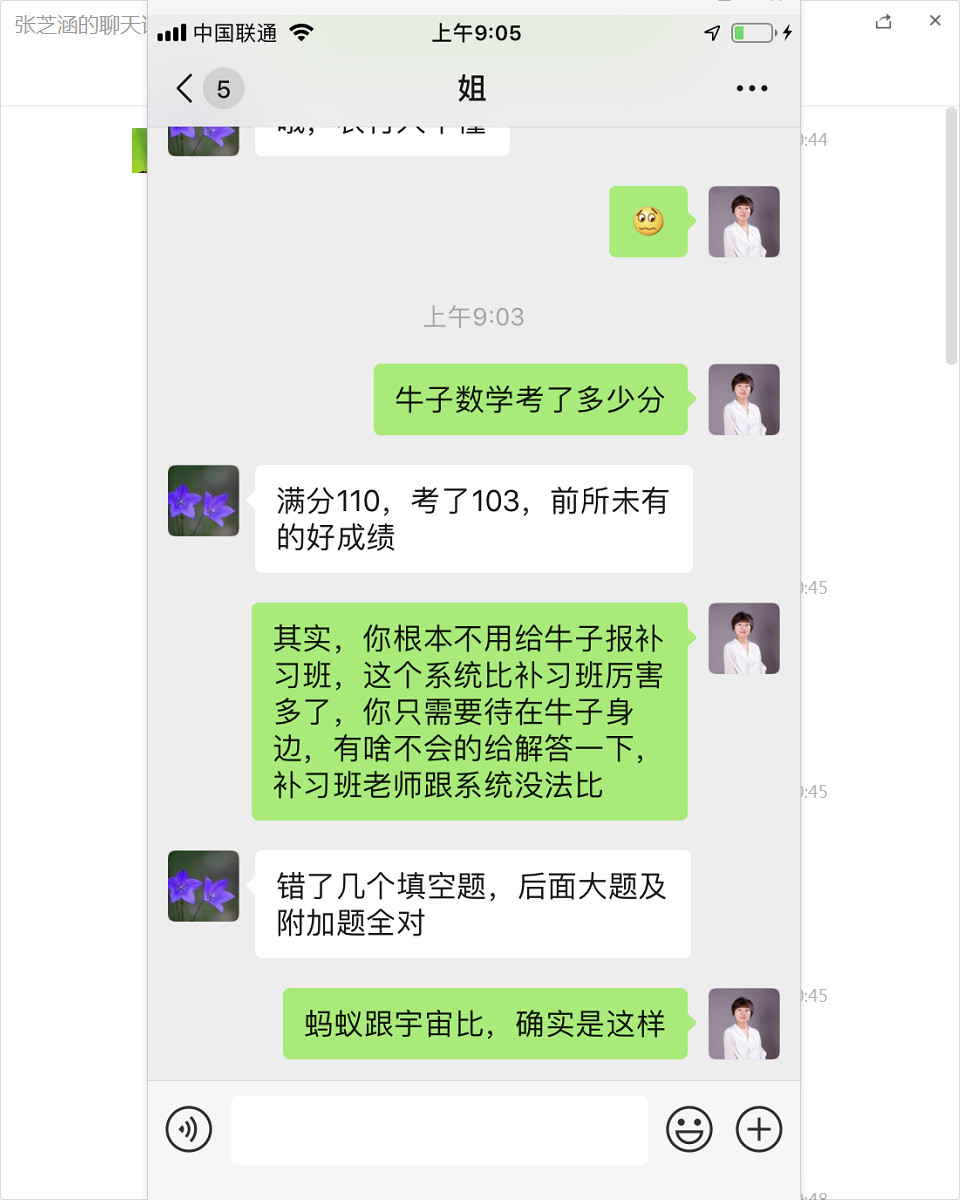 张芝涵的聊天记
中国联通
上午9:05
5
姐
:44
上午9:03
牛子数学考了多少分
满分110，考了103，前所未有
的好成绩
:45
其实，你根本不用给牛子报补
习班，这个系统比补习班厉害
多了，你只需要待在牛子身
边，有啥不会的给解答一下，
补习班老师跟系统没法比
:45
错了几个填空题，后面大题及
附加题全对
:45
蚂蚁跟宇宙比，确实是这样